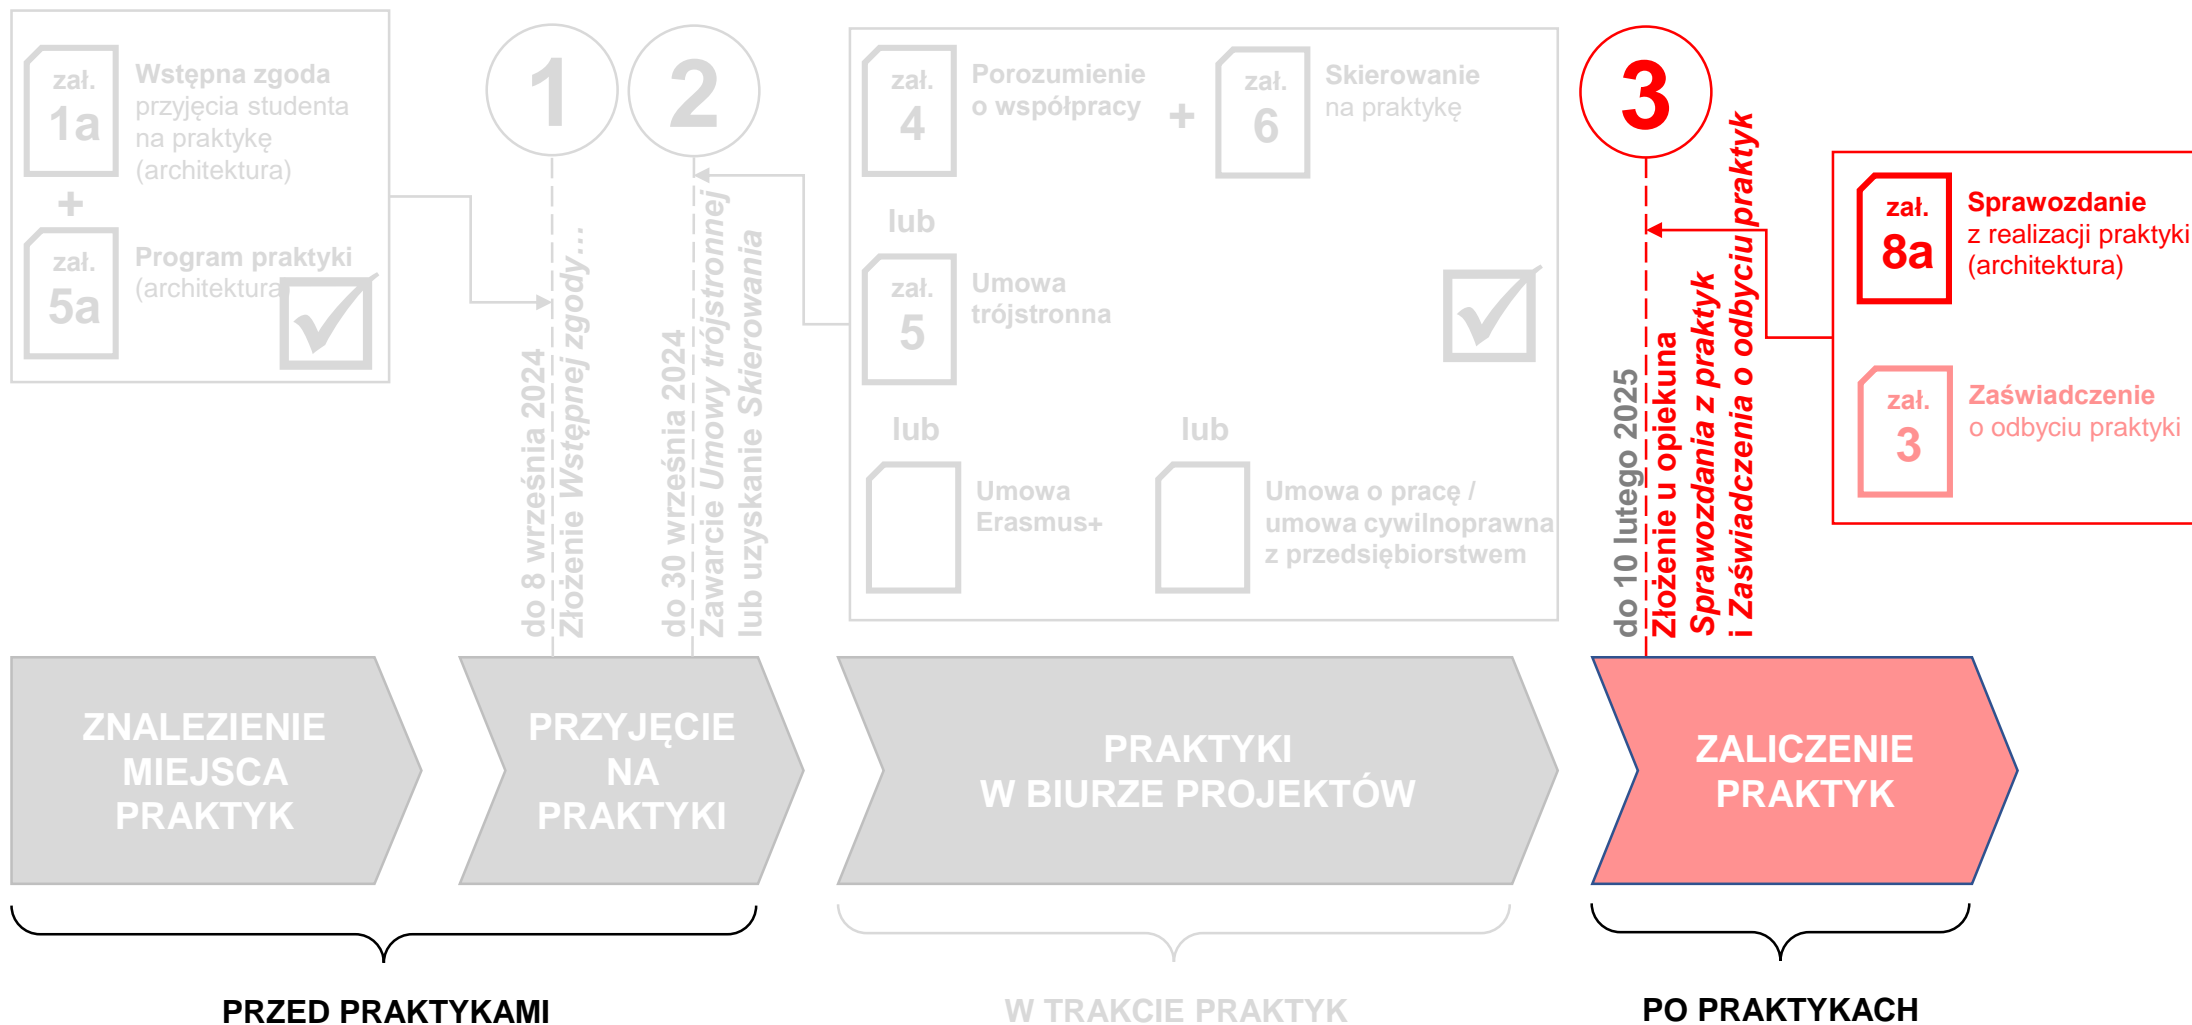 zał.
1a
Wstępna zgoda
przyjęcia studenta
na praktykę
(architektura)
+
zał.
5a
Program praktyki
(architektura
1
do 8 września 2024
Złożenie Wstępnej zgody...
2
do 30 września 2024
Zawarcie Umowy trójstronnej
lub uzyskanie Skierowania
zał.
4
Porozumienie
o współpracy
+
zał.
6
Skierowanie
na praktykę
lub
zał.
5
Umowa
trójstronna
lub
Umowa
Erasmus+
lub
Umowa o pracę /
umowa cywilnoprawna
z przedsiębiorstwem
3
do 10 lutego 2025
Złożenie u opiekuna
Sprawozdania z praktyk
i Zaświadczenia o odbyciu praktyk
zał.
8a
Sprawozdanie
z realizacji praktyki
(architektura)
zał.
3
Zaświadczenie
o odbyciu praktyki
ZNALEZIENIE
MIEJSCA
PRAKTYK
PRZYJĘCIE
NA
PRAKTYKI
PRAKTYKI
W BIURZE PROJEKTÓW
ZALICZENIE
PRAKTYK
PRZED PRAKTYKAMI
W TRAKCIE PRAKTYK
PO PRAKTYKACH